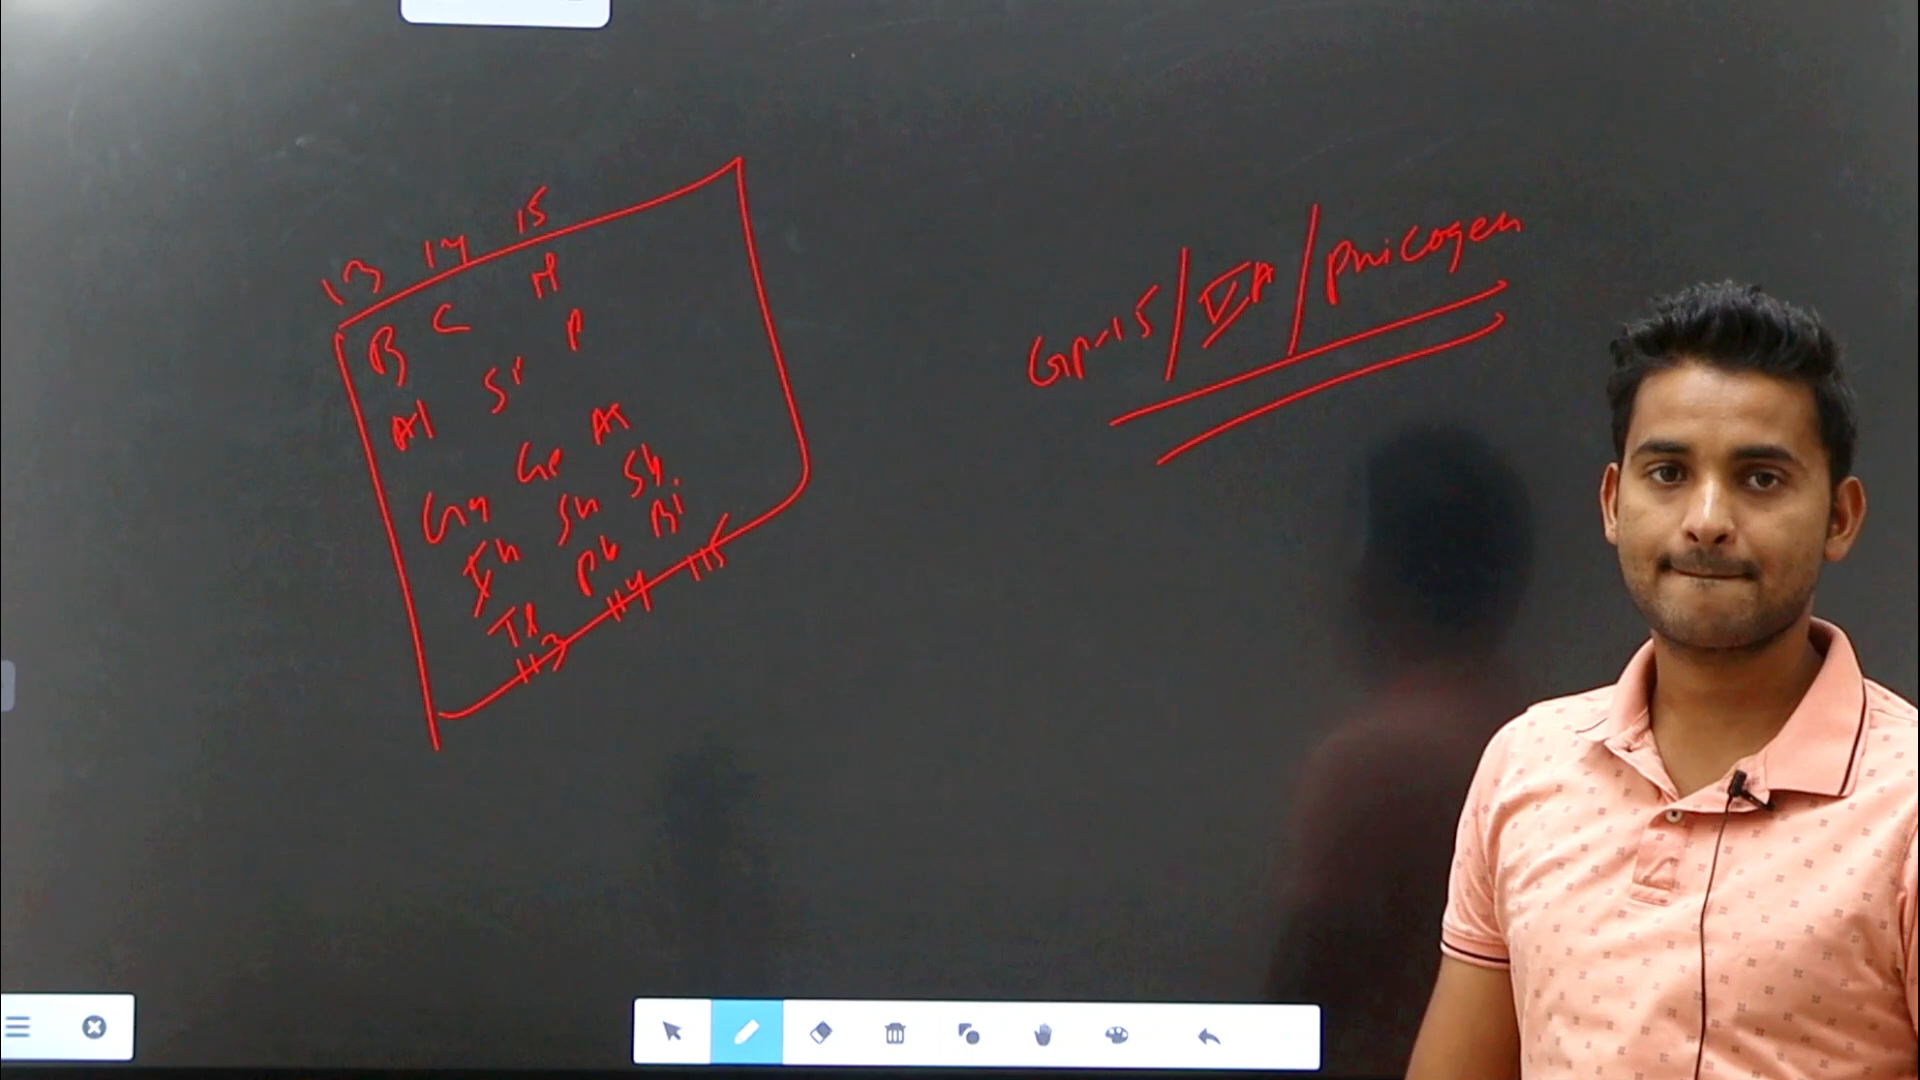 13 14 15
B C N
Al Si P
Ga Ge As
In Sn Sb
Tl Pb Bi
113 114 115
Gp-15/VA/Pnicogen